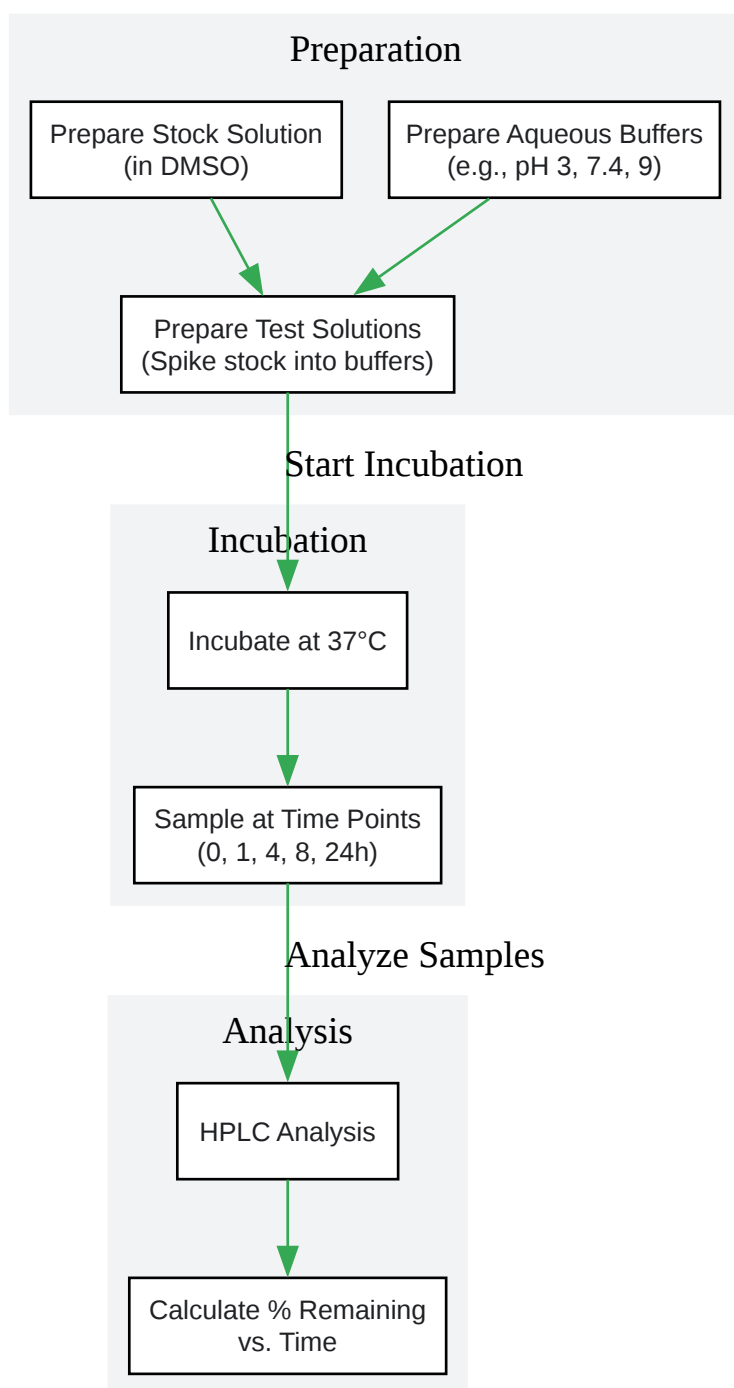 Preparation
Prepare Stock Solution
(in DMSO)
Prepare Aqueous Buffers
(e.g., pH 3, 7.4, 9)
Prepare Test Solutions
(Spike stock into buffers)
Start Incubation
Incubation
Incubate at 37°C
Sample at Time Points
(0, 1, 4, 8, 24h)
Analyze Samples
Analysis
HPLC Analysis
Calculate % Remaining
vs. Time